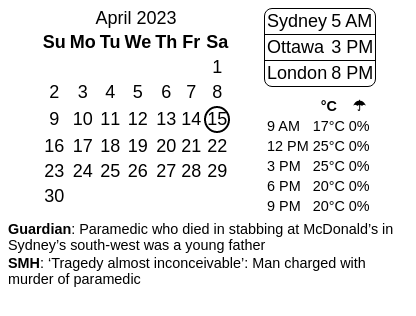 April 2023
Su Mo Tu We Th Fr Sa
1
2 3 4 5 6 7 8
9 10 11 12 13 14 15
16 17 18 19 20 21 22
23 24 25 26 27 28 29
30
Sydney 5 AM
Ottawa 3 PM
London 8 PM
°C ☂
9 AM 17°C 0%
12 PM 25°C 0%
3 PM 25°C 0%
6 PM 20°C 0%
9 PM 20°C 0%
Guardian: Paramedic who died in stabbing at McDonald’s in
Sydney’s south-west was a young father
SMH: ‘Tragedy almost inconceivable’: Man charged with
murder of paramedic